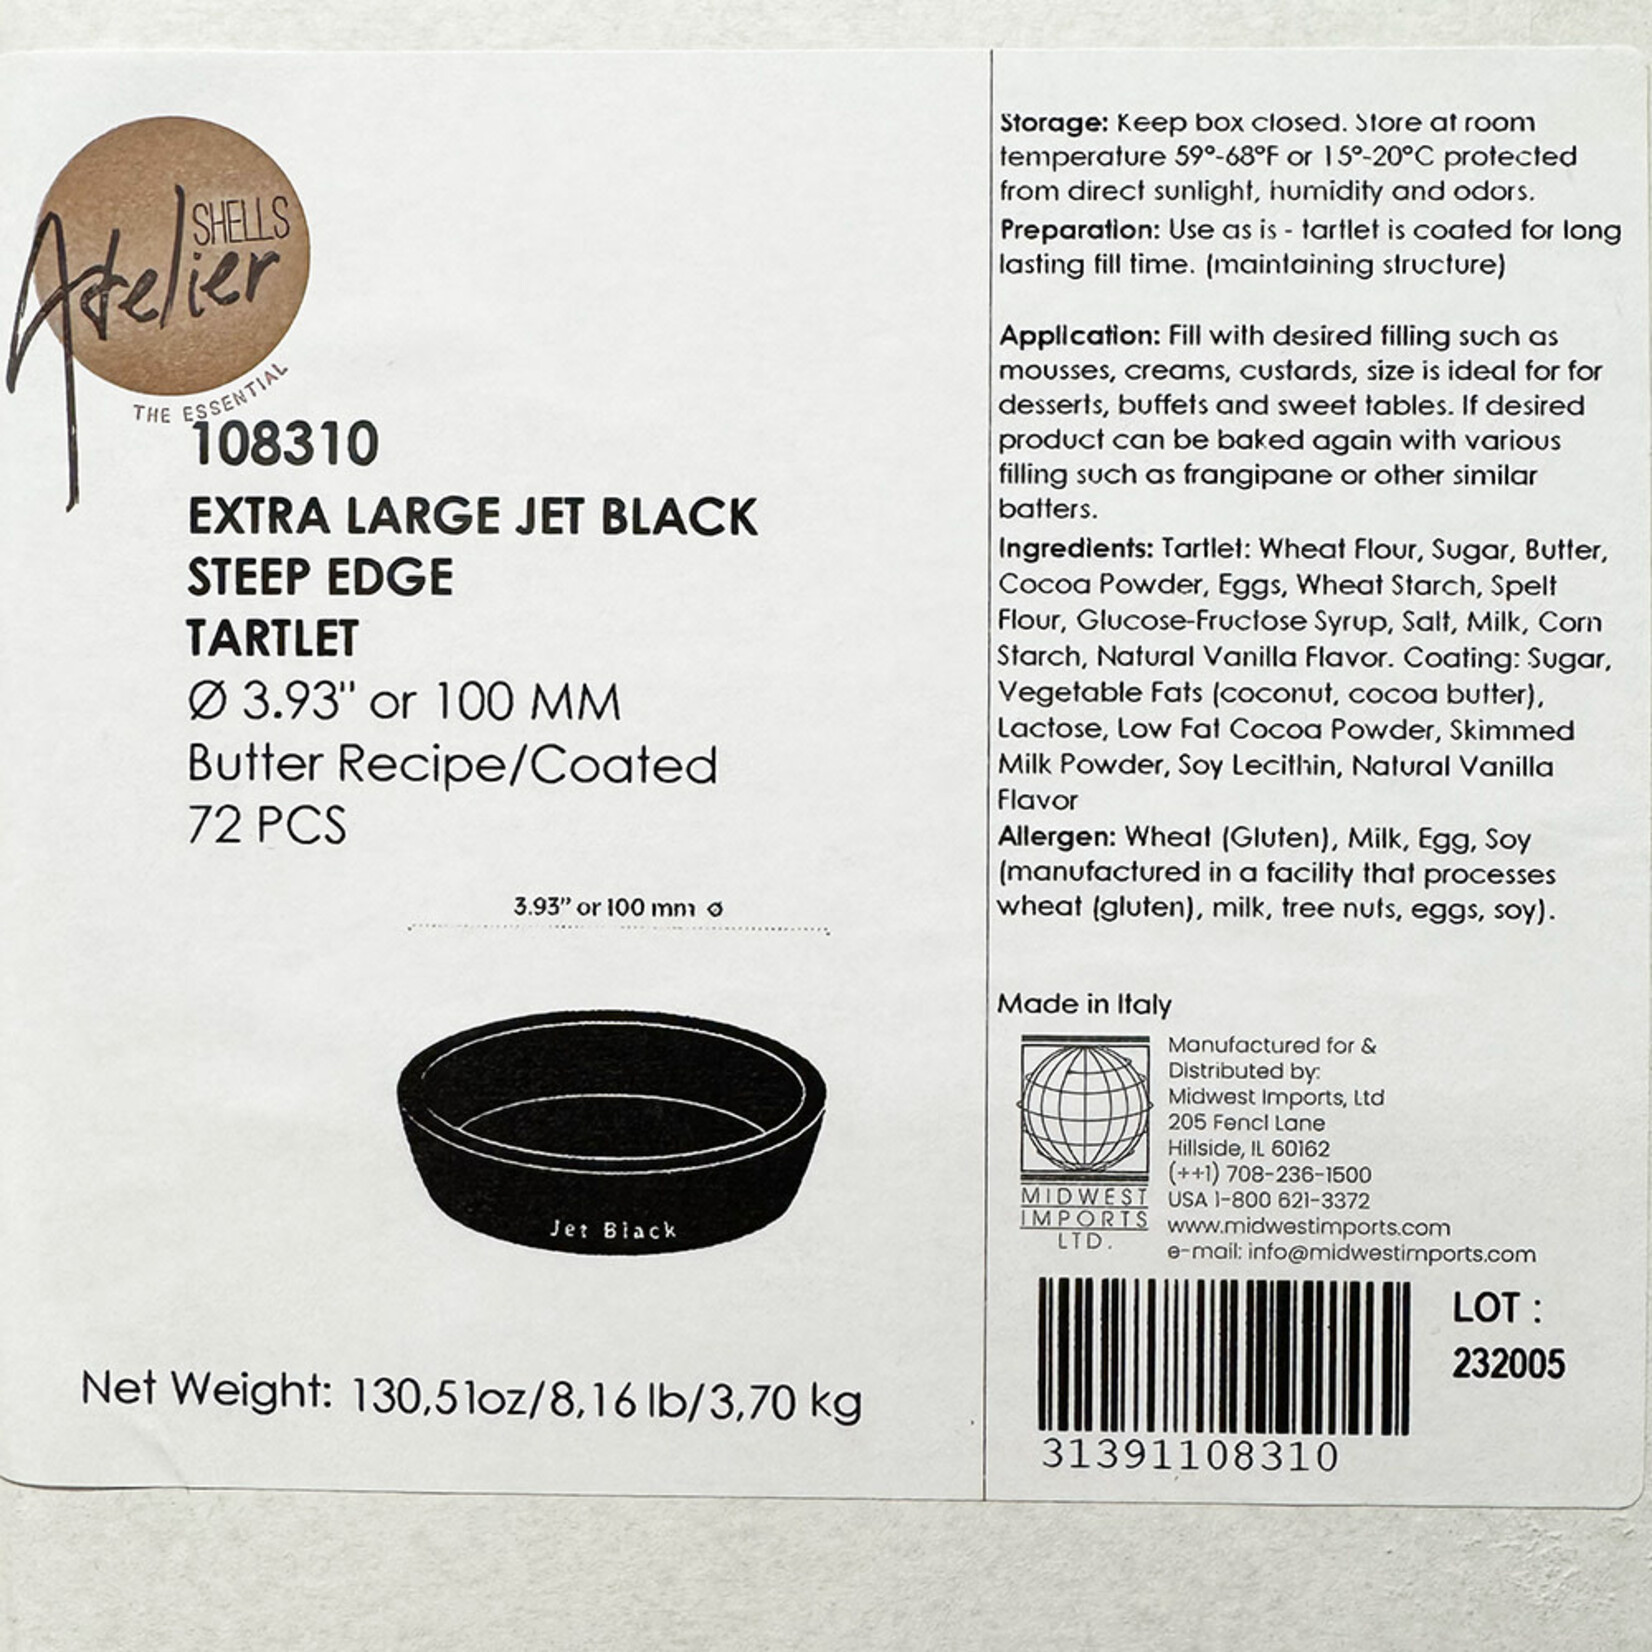 SHELLS
Atelier
THE ESSENTIAL
108310
EXTRA LARGE JET BLACK
STEEP EDGE
TARTLET
Ø 3.93" or 100 MM
Butter Recipe/Coated
72 PCS
3.93" or 100 mm ø
Jet Black
Net Weight: 130,51oz/8,16 lb/3,70 kg
Storage: Keep box closed. Store at room
temperature 59°-68°F or 15°-20°C protected
from direct sunlight, humidity and odors.
Preparation: Use as is - tartlet is coated for long
lasting fill time. (maintaining structure)
Application: Fill with desired filling such as
mousses, creams, custards, size is ideal for for
desserts, buffets and sweet tables. If desired
product can be baked again with various
filling such as frangipane or other similar
batters.
Ingredients: Tartlet: Wheat Flour, Sugar, Butter,
Cocoa Powder, Eggs, Wheat Starch, Spelt
Flour, Glucose-Fructose Syrup, Salt, Milk, Corn
Starch, Natural Vanilla Flavor. Coating: Sugar,
Vegetable Fats (coconut, cocoa butter),
Lactose, Low Fat Cocoa Powder, Skimmed
Milk Powder, Soy Lecithin, Natural Vanilla
Flavor
Allergen: Wheat (Gluten), Milk, Egg, Soy
(manufactured in a facility that processes
wheat (gluten), milk, tree nuts, eggs, soy).
Made in Italy
MIDWEST
IMPORTS
LTD.
Manufactured for &
Distributed by:
Midwest Imports, Ltd
205 Fencl Lane
Hillside, IL 60162
(++1) 708-236-1500
USA 1-800 621-3372
www.midwestimports.com
e-mail: info@midwestimports.com
31391108310
LOT :
232005